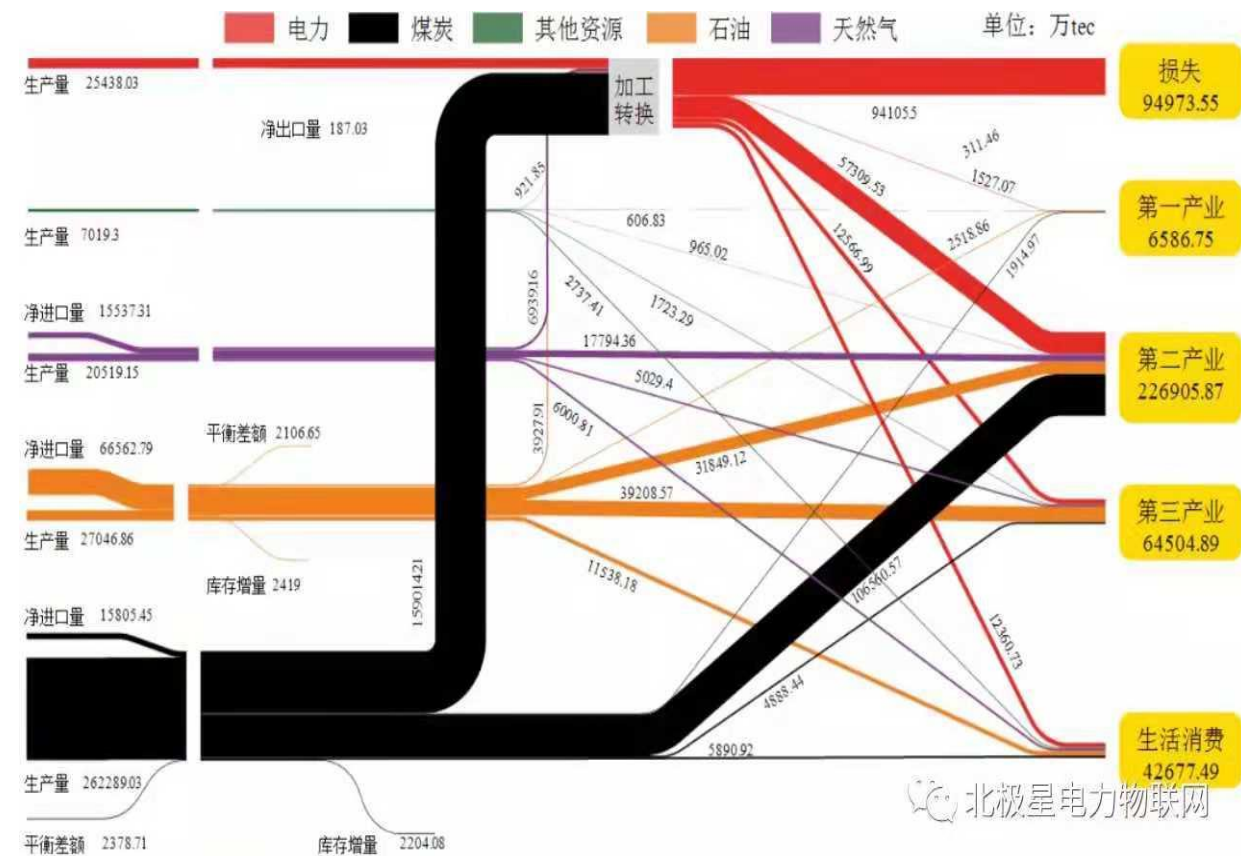 电力 煤炭 其他资源 石油 天然气 单位：万tec
生产量 25438.03
净出口量 187.03
加工
转换
94105.5
损失
94973.55
921.85
311.46
57309.53
1527.07
第一产业
6586.75
生产量 7019.3
606.83
965.02
12566.99
2518.86
1914.97
净进口量 15537.31
693916
2737.41
1723.29
17794.36
第二产业
226905.87
生产量 20519.15
5029.4
6000.81
净进口量 66562.79
平衡差额 2106.65
3927.91
31849.12
39208.57
第三产业
64504.89
生产量 27046.86
库存增量 2419
11538.18
106560.57
净进口量 15805.45
159014.21
12360.73
4888.44
5890.92
生活消费
42677.49
生产量 262289.03
平衡差额 2378.71
库存增量 2204.08
北极星电力物联网